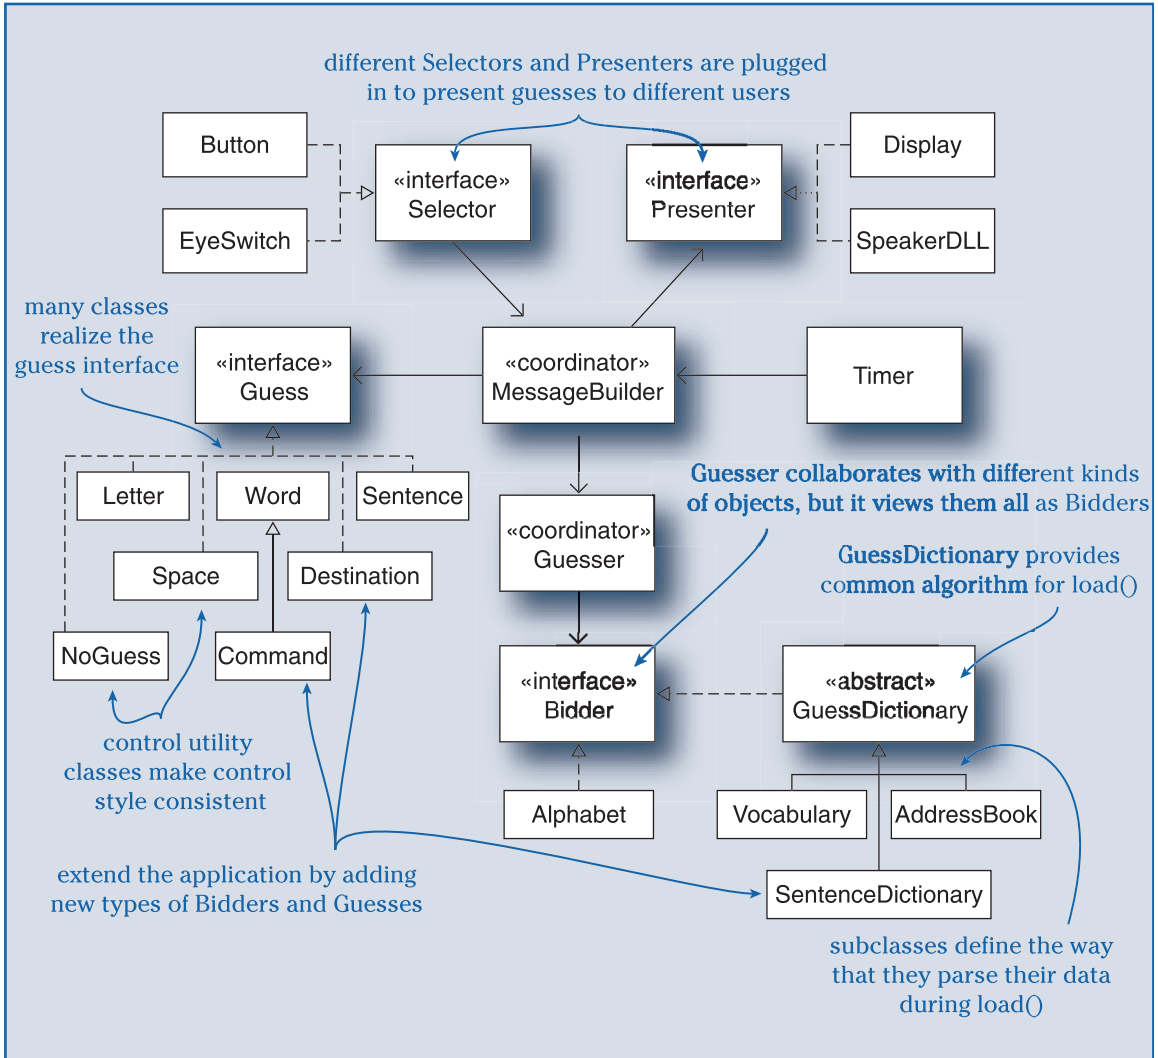 different Selectors and Presenters are plugged
in to present guesses to different users
Button
«interface»
Selector
«interface»
Presenter
Display
EyeSwitch
SpeakerDLL
many classes
realize the
guess interface
«interface»
Guess
«coordinator»
MessageBuilder
Timer
Letter
Word
Sentence
Guesser collaborates with different kinds
of objects, but it views them all as Bidders
«coordinator»
Guesser
Space
Destination
GuessDictionary provides
common algorithm for load()
NoGuess
Command
«interface»
Bidder
«abstract»
GuessDictionary
control utility
classes make control
style consistent
Alphabet
Vocabulary
AddressBook
extend the application by adding
new types of Bidders and Guesses
SentenceDictionary
subclasses define the way
that they parse their data
during load()